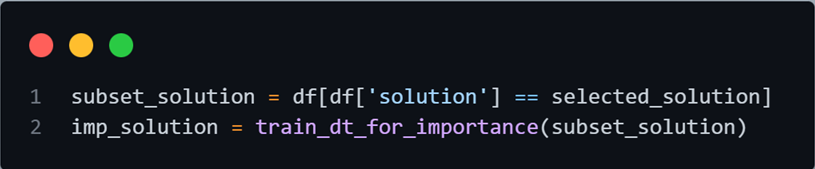 1 subset_solution = df[df['solution'] == selected_solution]
2 imp_solution = train_dt_for_importance(subset_solution)